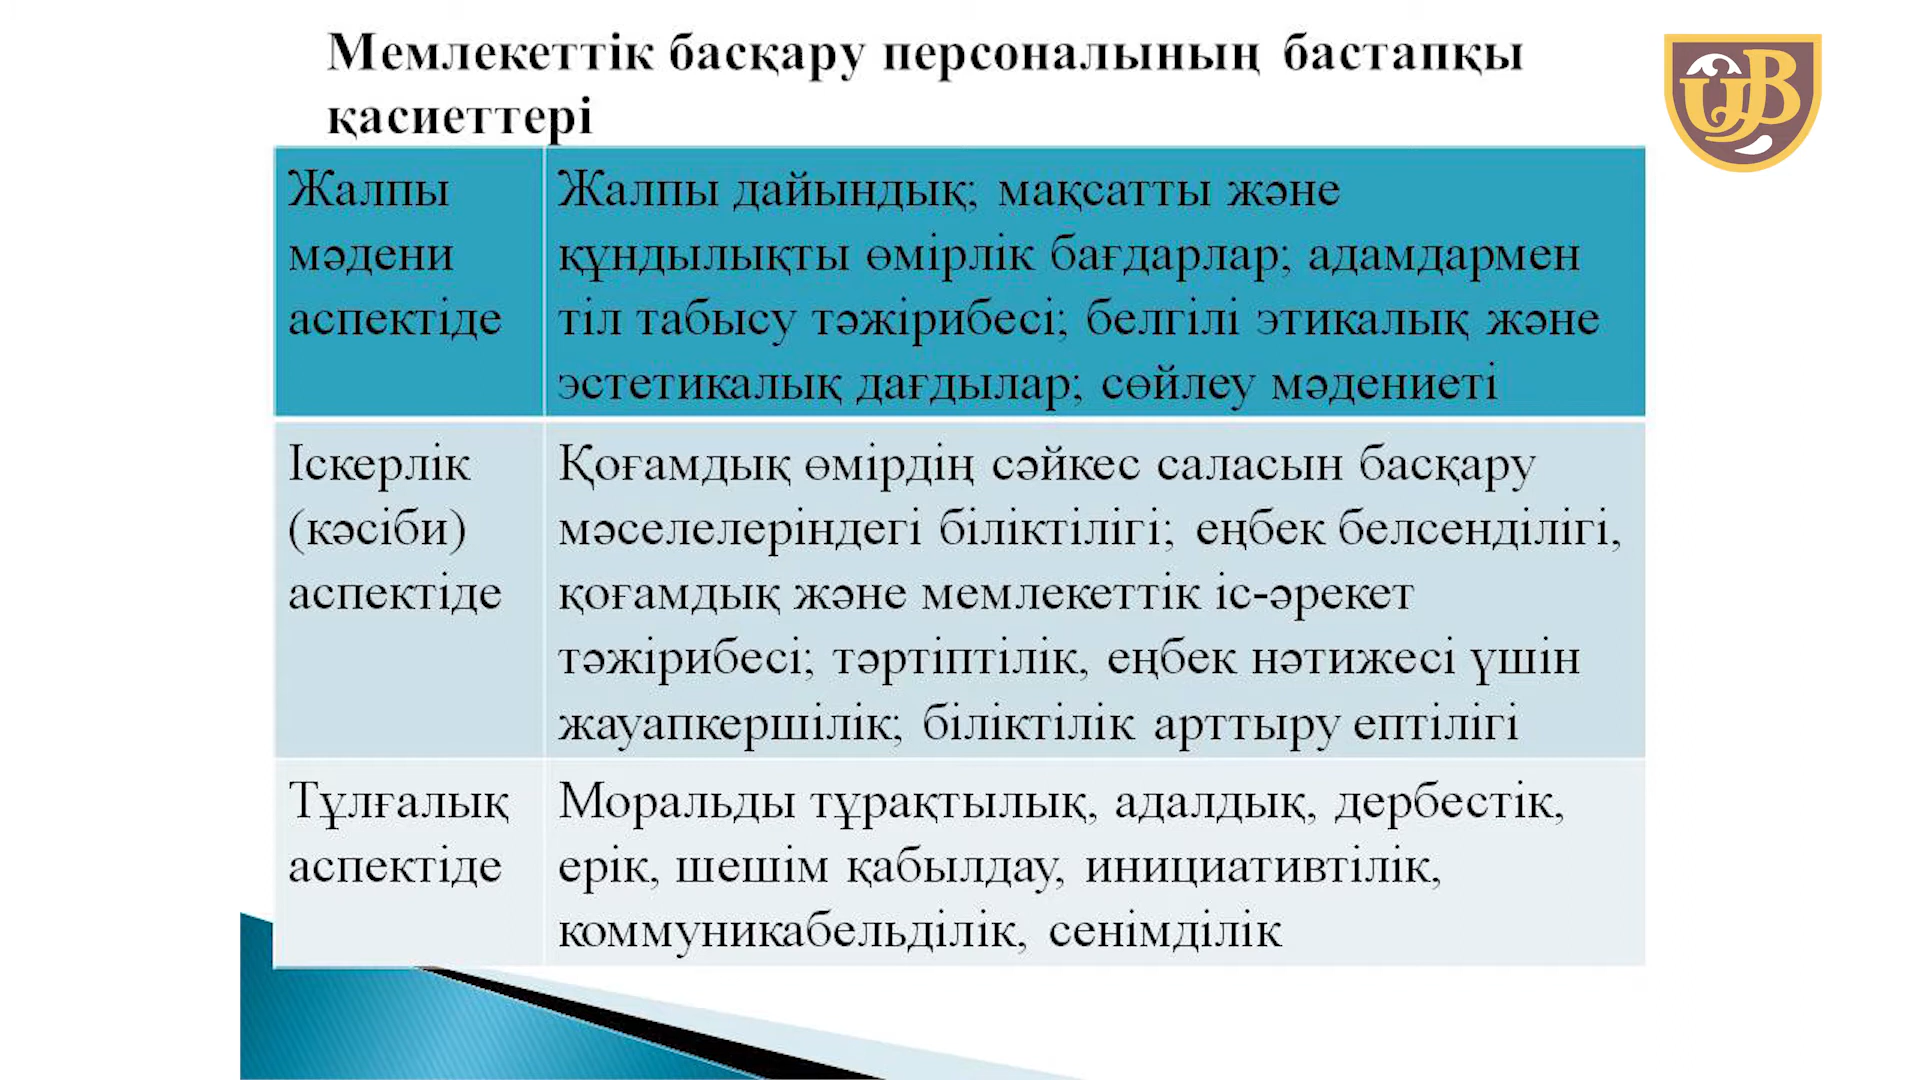 Мемлекеттік басқару персоналының бастапқы
қасиеттері
Жалпы
мәдени
аспектіде
Жалпы дайындық; мақсатты және
құндылықты өмірлік бағдарлар; адамдармен
тіл табысу тәжірибесі; белгілі этикалық және
эстетикалық дағдылар; сөйлеу мәдениеті
Іскерлік
(кәсіби)
аспектіде
Қоғамдық өмірдің сәйкес саласын басқару
мәселелеріндегі біліктілігі; еңбек белсенділігі,
қоғамдық және мемлекеттік іс-әрекет
тәжірибесі; тәртіптілік, еңбек нәтижесі үшін
жауапкершілік; біліктілік арттыру ептілігі
Тұлғалық
аспектіде
Моральды тұрақтылық, адалдық, дербестік,
ерік, шешім қабылдау, инициативтілік,
коммуникабельділік, сенімділік